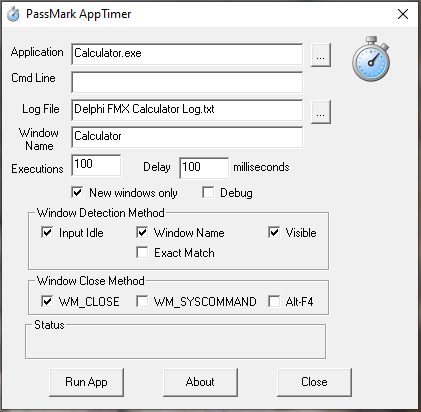 PassMark AppTimer
Application Calculator.exe ...
Cmd Line
Log File Delphi FMX Calculator Log.txt ...
Window Name Calculator
Executions 100 Delay 100 milliseconds
New windows only Debug
Window Detection Method
Input Idle Window Name Visible
Exact Match
Window Close Method
WM_CLOSE WM_SYSCOMMAND Alt-F4
Status
Run App About Close